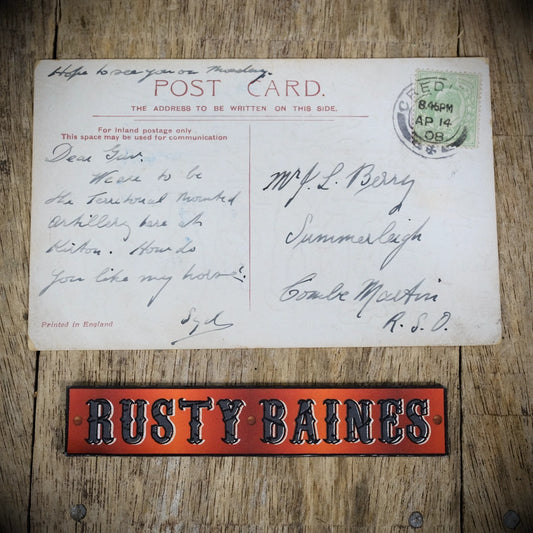 Hope to see you on Monday.
POST CARD.
THE ADDRESS TO BE WRITTEN ON THIS SIDE.
For Inland postage only
This space may be used for communication
Dear Gus.
We are to be
the Territorial Mounted
Artillery here at
Kirton. How do
you like my horse?
Syd
Printed in England
Mr J. L. Berry
Summerleigh
Combe Martin
R. S. O.
CREDI
8.45PM
AP 14
08
RUSTY BAINES